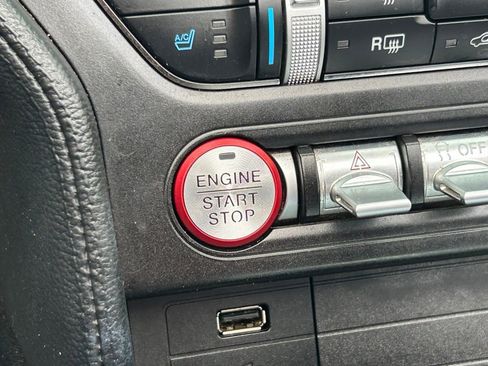 A/C
R
OFF
ENGINE
START
STOP